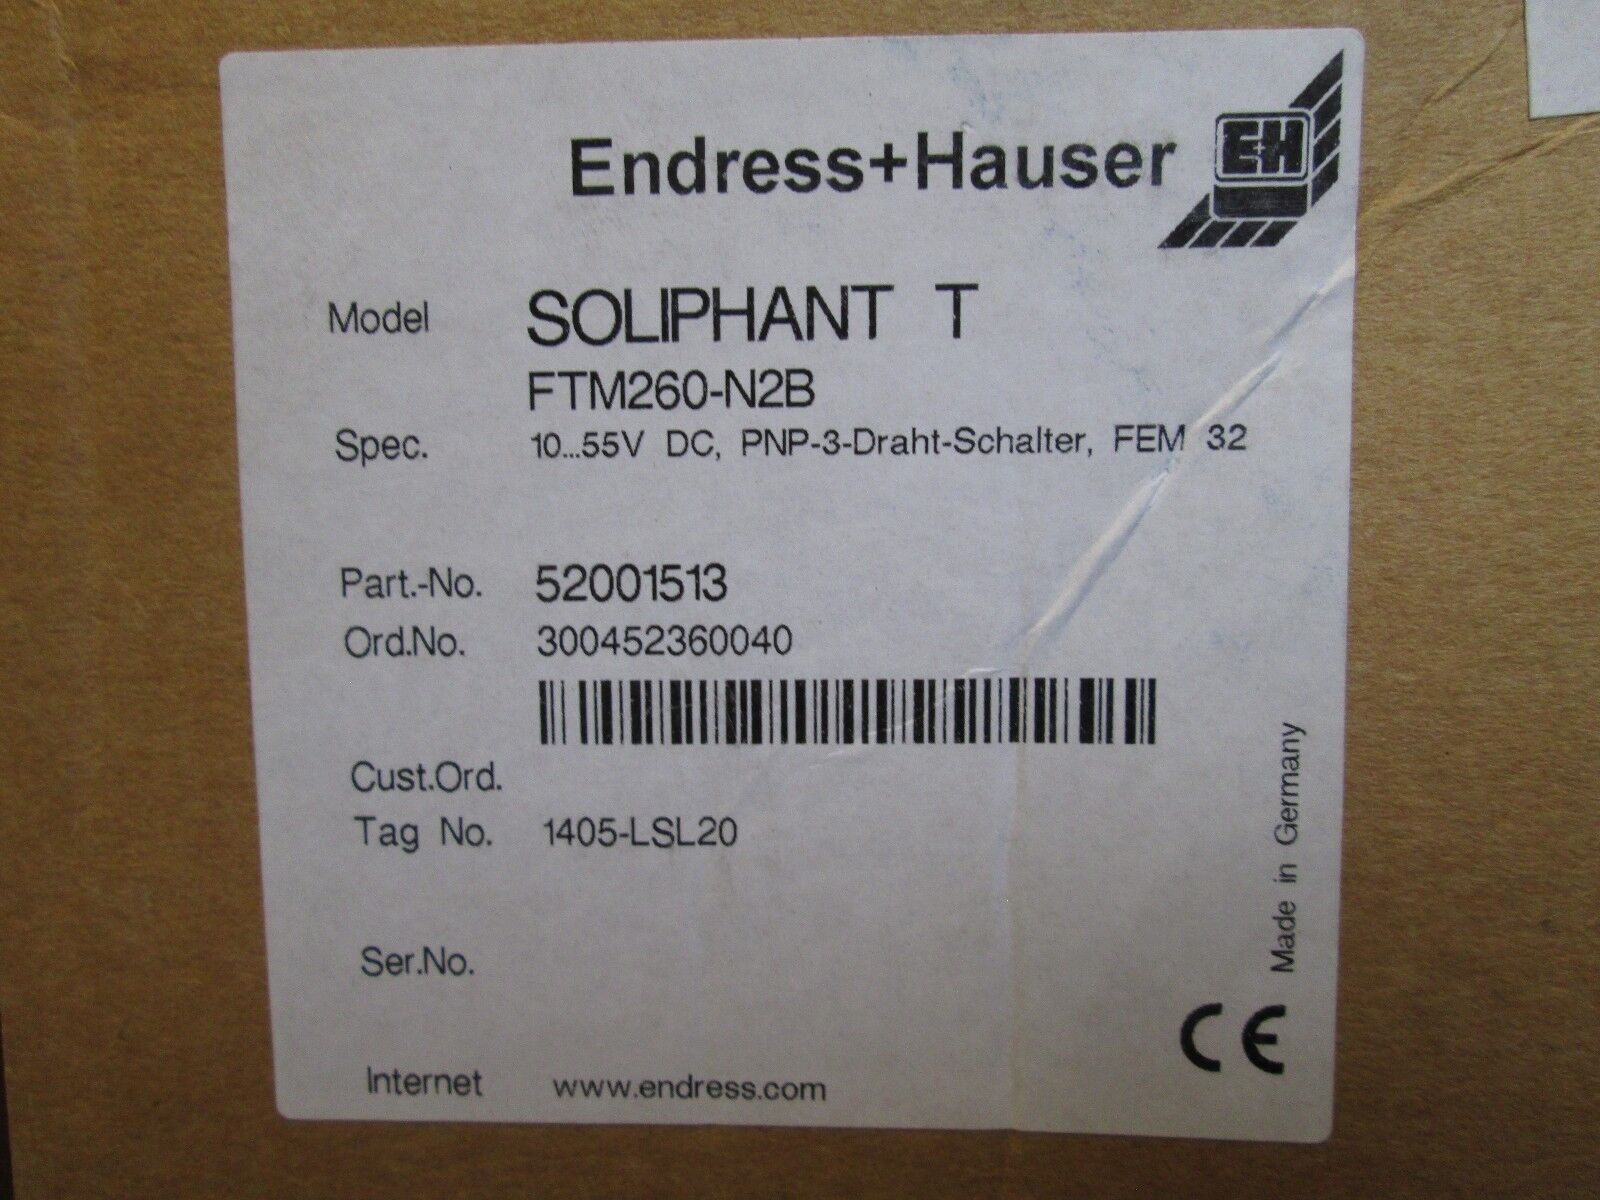 Endress+Hauser E+H
Model SOLIPHANT T
FTM260-N2B
Spec. 10...55V DC, PNP-3-Draht-Schalter, FEM 32
Part.-No. 52001513
Ord.No. 300452360040
Cust.Ord.
Tag No. 1405-LSL20
Ser.No.
Internet www.endress.com
Made in Germany
CE